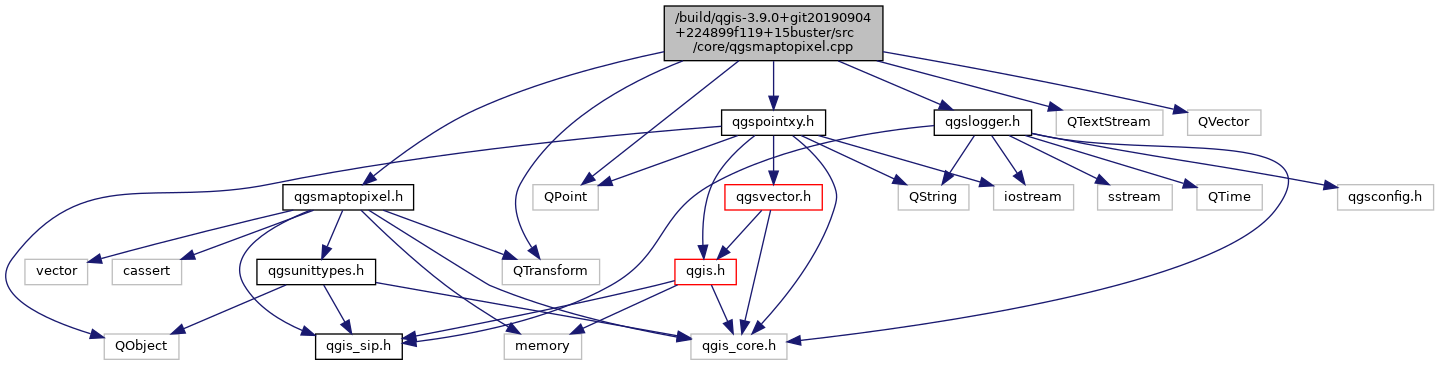 /build/qgis-3.9.0+git20190904
+224899f119+15buster/src
/core/qgsmaptopixel.cpp
qgspointxy.h
qgslogger.h
QTextStream
QVector
qgsmaptopixel.h
QPoint
qgsvector.h
QString
iostream
sstream
QTime
qgsconfig.h
vector
cassert
qgsunittypes.h
QTransform
qgis.h
QObject
qgis_sip.h
memory
qgis_core.h